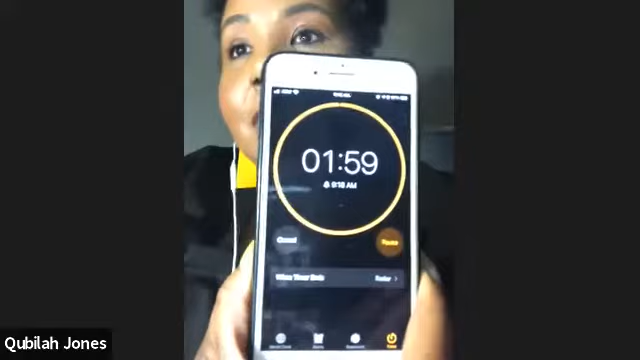 01:59
9:18 AM
Cancel
Pause
When Timer Ends
Radar >
Qubilah Jones